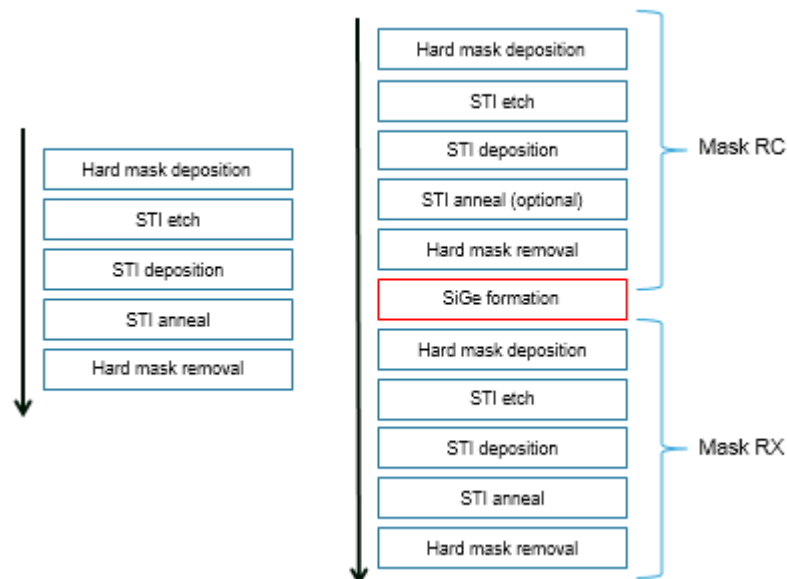 Hard mask deposition
STI etch
STI deposition
STI anneal
Hard mask removal
Hard mask deposition
STI etch
STI deposition
STI anneal (optional)
Hard mask removal
SiGe formation
Hard mask deposition
STI etch
STI deposition
STI anneal
Hard mask removal
Mask RC
Mask RX